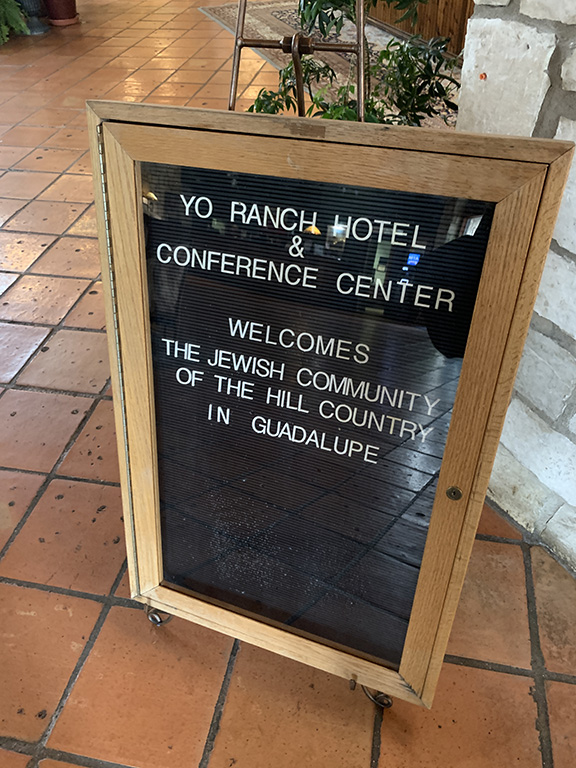 YO RANCH HOTEL
&
CONFERENCE CENTER
WELCOMES
THE JEWISH COMMUNITY
OF THE HILL COUNTRY
IN GUADALUPE